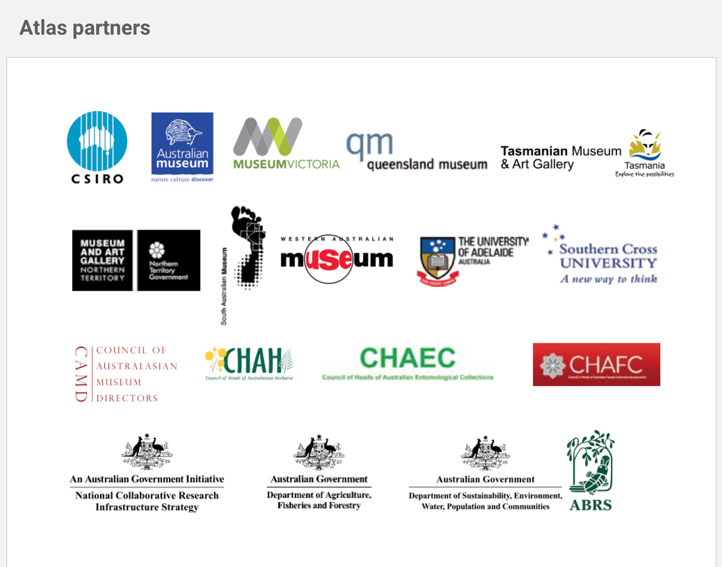 Atlas partners
CSIRO
Australian
museum
nature culture discover
MUSEUMVICTORIA
qm
queensland museum
Tasmanian Museum
& Art Gallery
Tasmania
Explore the possibilities
MUSEUM
AND ART
GALLERY
NORTHERN
TERRITORY
Northern
Territory
Government
South Australian Museum
WESTERN AUSTRALIAN
museum
THE UNIVERSITY
OF ADELAIDE
AUSTRALIA
Southern Cross
UNIVERSITY
A new way to think
CAMD
COUNCIL OF
AUSTRALASIAN
MUSEUM
DIRECTORS
CHAH
Council of Heads of Australasian Herbaria
CHAEC
Council of Heads of Australian Entomological Collections
CHAFC
An Australian Government Initiative
National Collaborative Research
Infrastructure Strategy
Australian Government
Department of Agriculture,
Fisheries and Forestry
Australian Government
Department of Sustainability, Environment,
Water, Population and Communities
ABRS